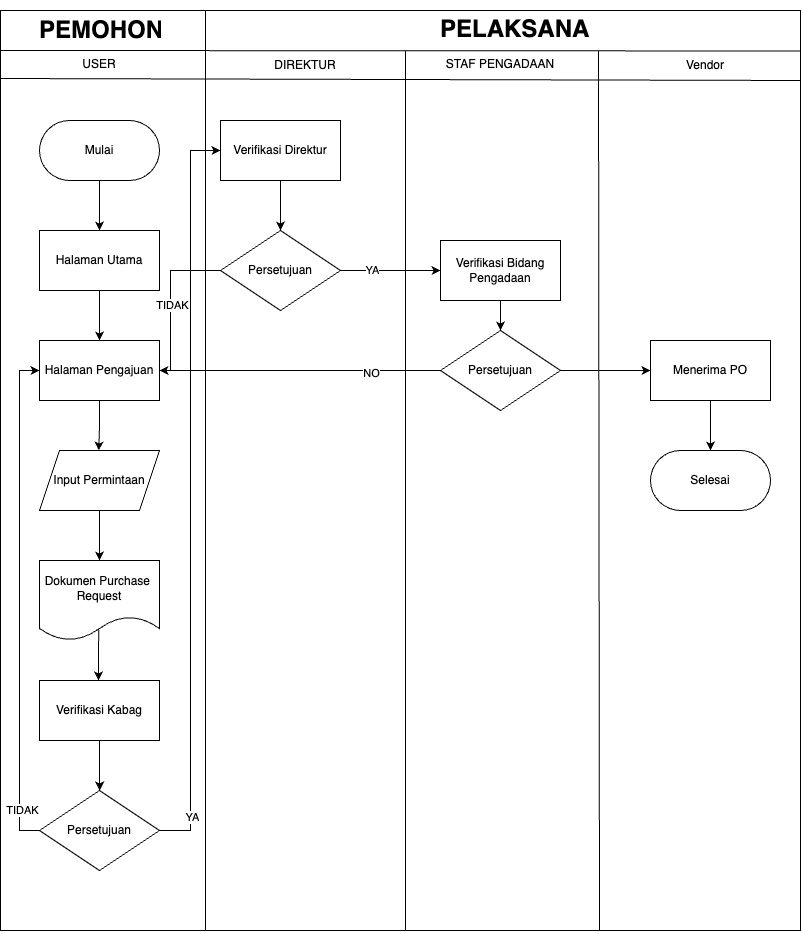 PEMOHON
PELAKSANA
USER
DIREKTUR
STAF PENGADAAN
Vendor
Mulai
Verifikasi Direktur
Halaman Utama
Persetujuan
YA
Verifikasi Bidang
Pengadaan
TIDAK
Halaman Pengajuan
NO
Persetujuan
Menerima PO
Input Permintaan
Selesai
Dokumen Purchase
Request
Verifikasi Kabag
TIDAK
Persetujuan
YA